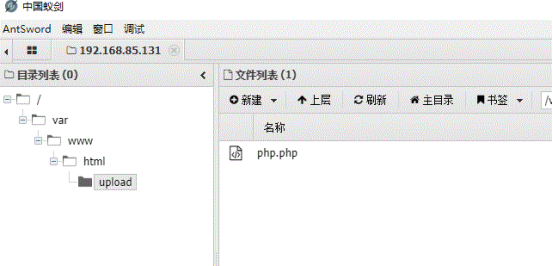 中国蚁剑
AntSword 编辑 窗口 调试
192.168.85.131
目录列表 (0)
文件列表 (1)
新建 上层 刷新 主目录 书签
名称
/
var
www
html
upload
php.php